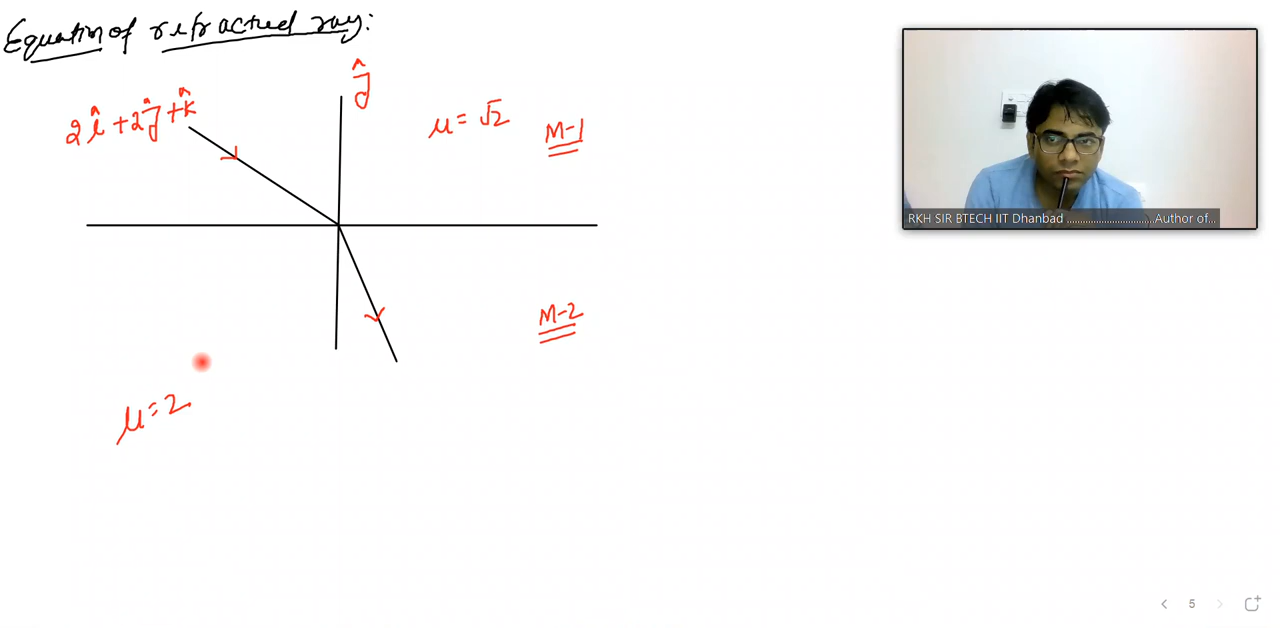 Equation of refracted ray:
ĵ
2î + 2ĵ + k̂
μ = √2
M-1
M-2
μ = 2
RKH SIR BTECH IIT Dhanbad ..................................Author of...
5